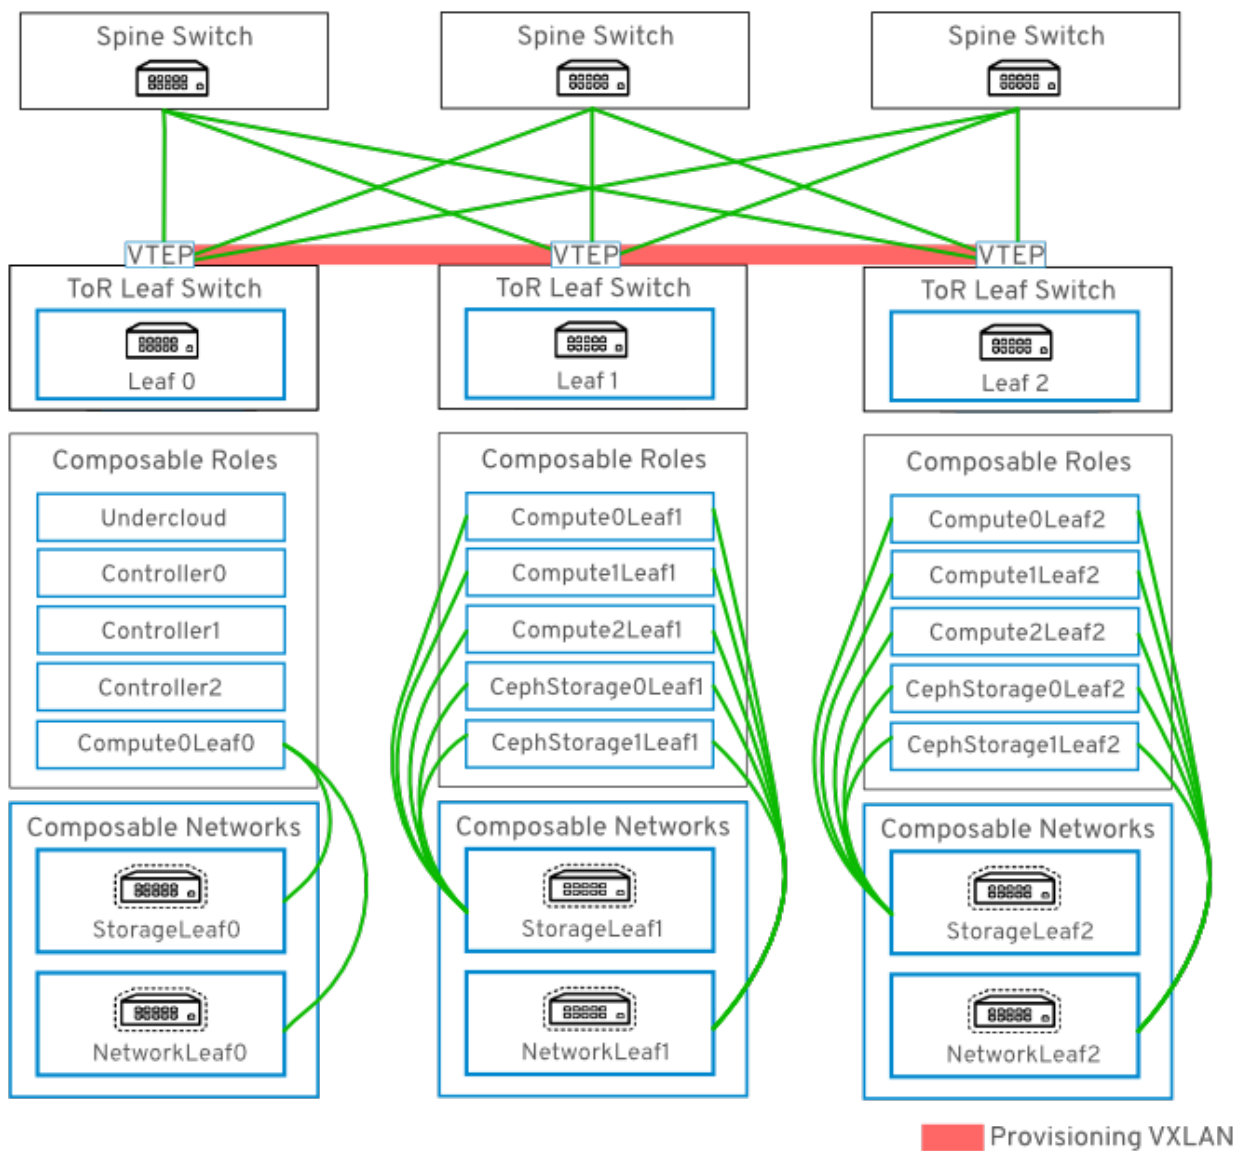 Spine Switch
Spine Switch
Spine Switch
VTEP
VTEP
VTEP
ToR Leaf Switch
Leaf 0
ToR Leaf Switch
Leaf 1
ToR Leaf Switch
Leaf 2
Composable Roles
Undercloud
Controller0
Controller1
Controller2
Compute0Leaf0
Composable Roles
Compute0Leaf1
Compute1Leaf1
Compute2Leaf1
CephStorage0Leaf1
CephStorage1Leaf1
Composable Roles
Compute0Leaf2
Compute1Leaf2
Compute2Leaf2
CephStorage0Leaf2
CephStorage1Leaf2
Composable Networks
StorageLeaf0
NetworkLeaf0
Composable Networks
StorageLeaf1
NetworkLeaf1
Composable Networks
StorageLeaf2
NetworkLeaf2
Provisioning VXLAN